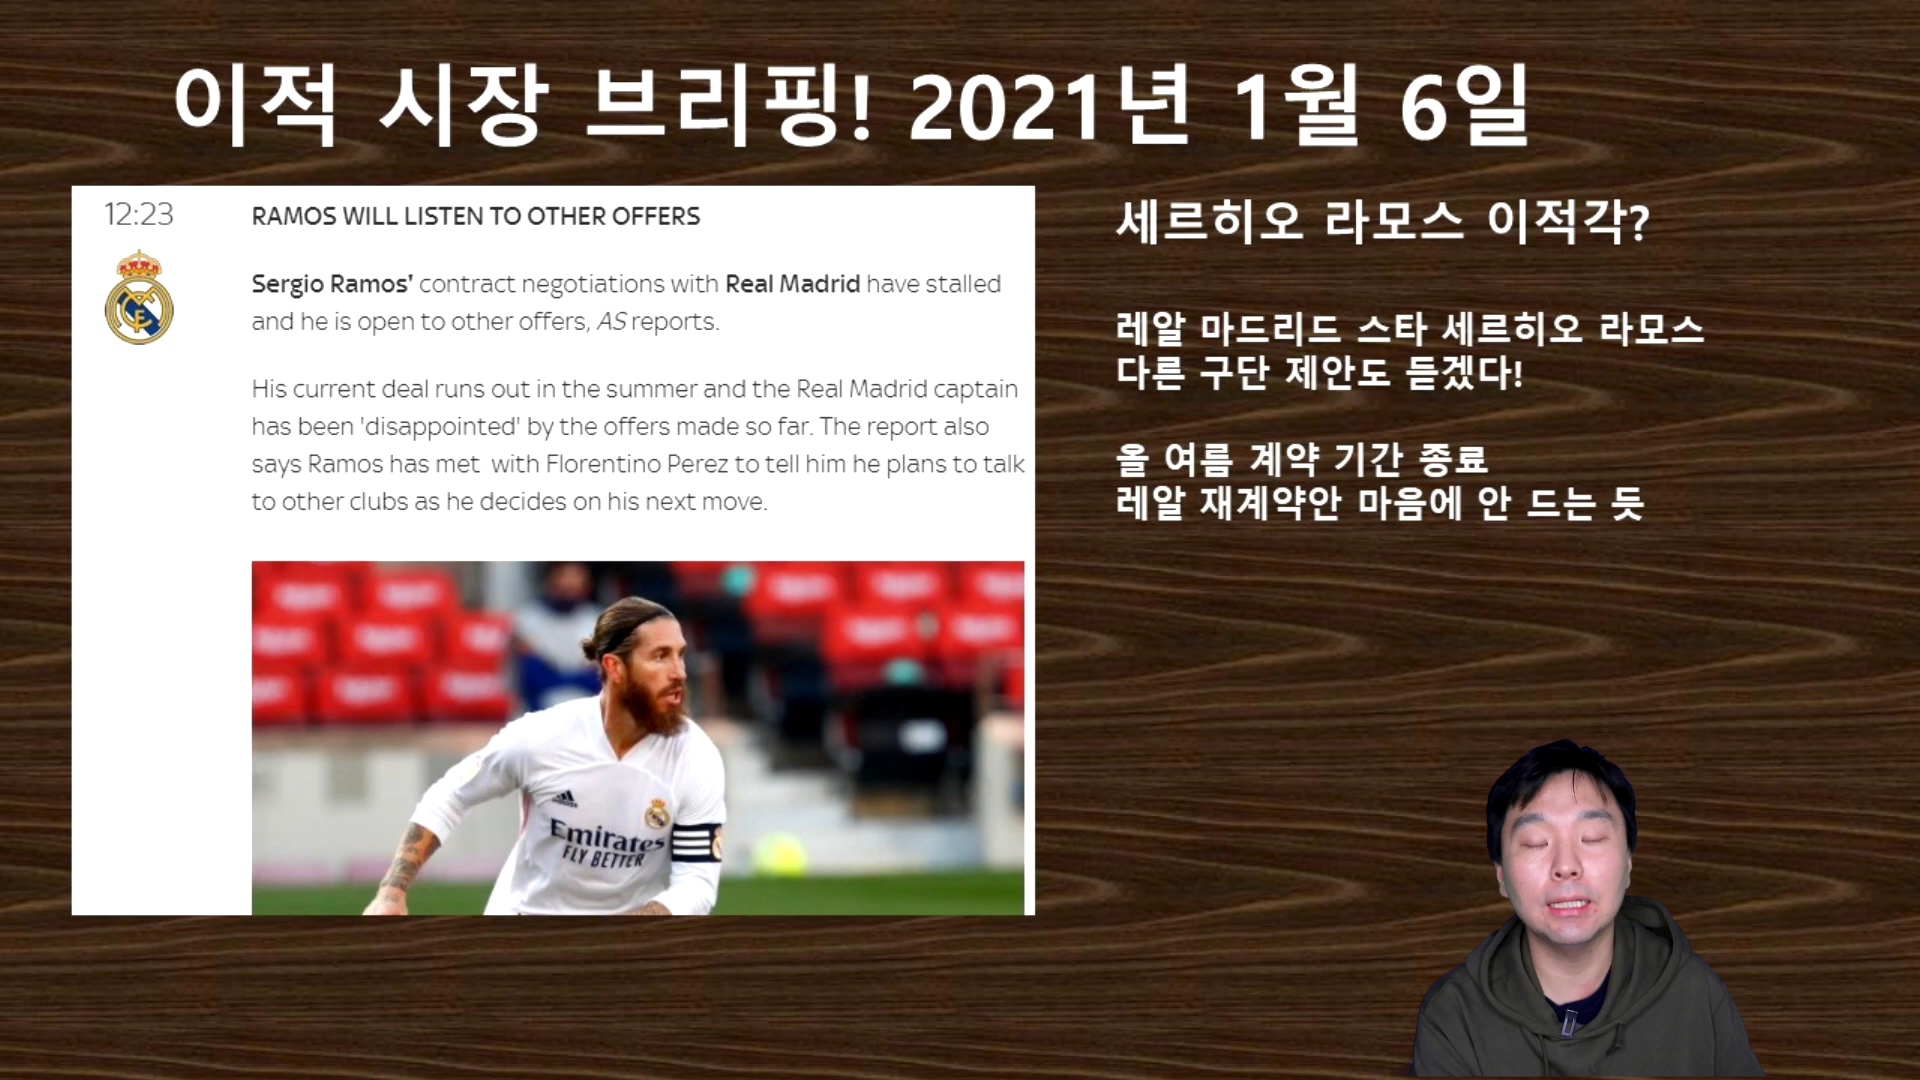 이적 시장 브리핑! 2021년 1월 6일
12:23
RAMOS WILL LISTEN TO OTHER OFFERS
Sergio Ramos' contract negotiations with Real Madrid have stalled
and he is open to other offers, AS reports.
His current deal runs out in the summer and the Real Madrid captain
has been 'disappointed' by the offers made so far. The report also
says Ramos has met with Florentino Perez to tell him he plans to talk
to other clubs as he decides on his next move.
adidas
Emirates
FLY BETTER
세르히오 라모스 이적각?
레알 마드리드 스타 세르히오 라모스
다른 구단 제안도 듣겠다!
올 여름 계약 기간 종료
레알 재계약안 마음에 안 드는 듯